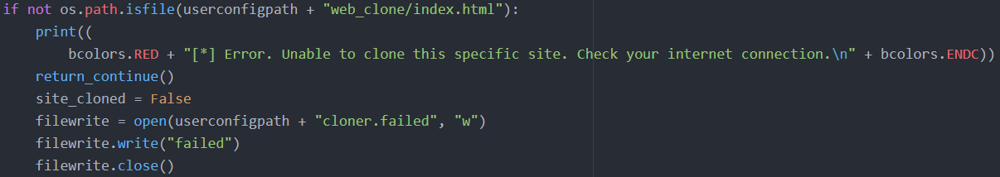 if not os.path.isfile(userconfigpath + "web_clone/index.html"):
    print((
        bcolors.RED + "[*] Error. Unable to clone this specific site. Check your internet connection.\n" + bcolors.ENDC))
    return_continue()
    site_cloned = False
    filewrite = open(userconfigpath + "cloner.failed", "w")
    filewrite.write("failed")
    filewrite.close()